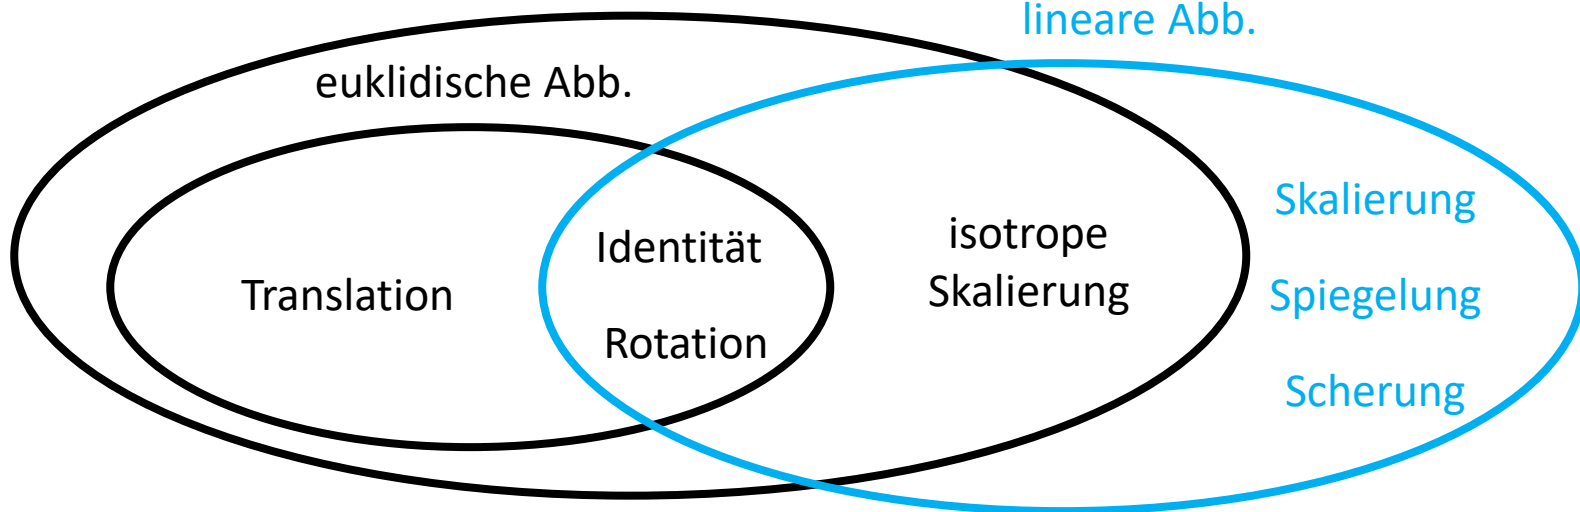 lineare Abb.
euklidische Abb.
Translation
Identität
Rotation
isotrope
Skalierung
Skalierung
Spiegelung
Scherung